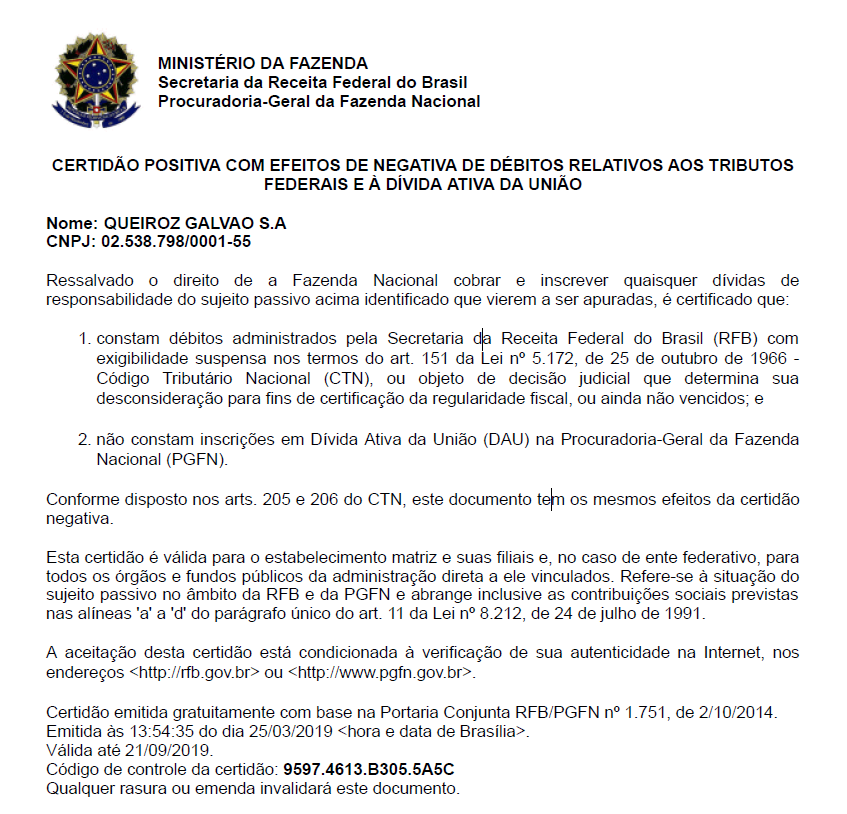 MINISTÉRIO DA FAZENDA
Secretaria da Receita Federal do Brasil
Procuradoria-Geral da Fazenda Nacional
CERTIDÃO POSITIVA COM EFEITOS DE NEGATIVA DE DÉBITOS RELATIVOS AOS TRIBUTOS
FEDERAIS E À DÍVIDA ATIVA DA UNIÃO
Nome: QUEIROZ GALVAO S.A
CNPJ: 02.538.798/0001-55
Ressalvado o direito de a Fazenda Nacional cobrar e inscrever quaisquer dívidas de
responsabilidade do sujeito passivo acima identificado que vierem a ser apuradas, é certificado que:
1. constam débitos administrados pela Secretaria da Receita Federal do Brasil (RFB) com
exigibilidade suspensa nos termos do art. 151 da Lei nº 5.172, de 25 de outubro de 1966 -
Código Tributário Nacional (CTN), ou objeto de decisão judicial que determina sua
desconsideração para fins de certificação da regularidade fiscal, ou ainda não vencidos; e
2. não constam inscrições em Dívida Ativa da União (DAU) na Procuradoria-Geral da Fazenda
Nacional (PGFN).
Conforme disposto nos arts. 205 e 206 do CTN, este documento tem os mesmos efeitos da certidão
negativa.
Esta certidão é válida para o estabelecimento matriz e suas filiais e, no caso de ente federativo, para
todos os órgãos e fundos públicos da administração direta a ele vinculados. Refere-se à situação do
sujeito passivo no âmbito da RFB e da PGFN e abrange inclusive as contribuições sociais previstas
nas alíneas 'a' a 'd' do parágrafo único do art. 11 da Lei nº 8.212, de 24 de julho de 1991.
A aceitação desta certidão está condicionada à verificação de sua autenticidade na Internet, nos
endereços <http://rfb.gov.br> ou <http://www.pgfn.gov.br>.
Certidão emitida gratuitamente com base na Portaria Conjunta RFB/PGFN nº 1.751, de 2/10/2014.
Emitida às 13:54:35 do dia 25/03/2019 <hora e data de Brasília>.
Válida até 21/09/2019.
Código de controle da certidão: 9597.4613.B305.5A5C
Qualquer rasura ou emenda invalidará este documento.